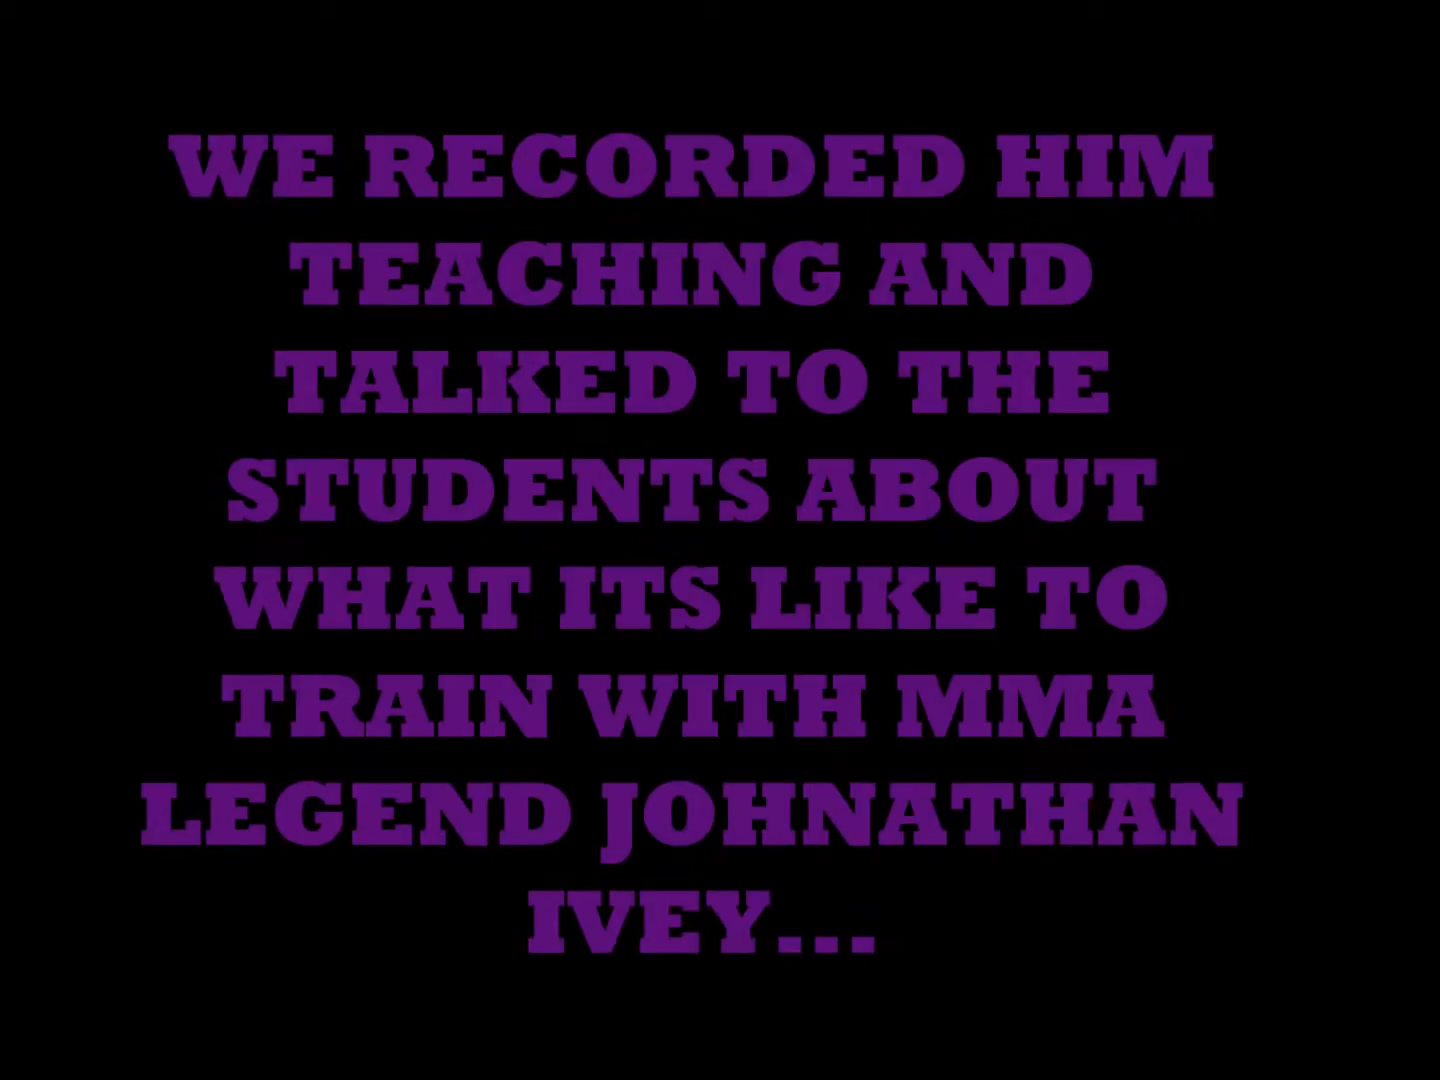 WE RECORDED HIM
TEACHING AND
TALKED TO THE
STUDENTS ABOUT
WHAT ITS LIKE TO
TRAIN WITH MMA
LEGEND JOHNATHAN
IVEY...